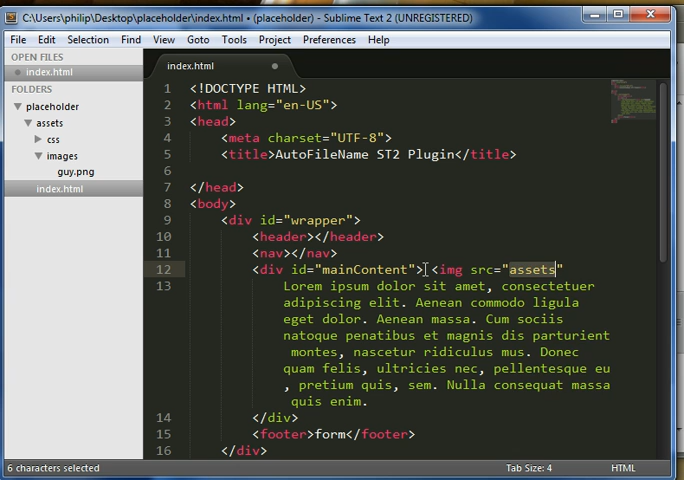 C:\Users\philip\Desktop\placeholder\index.html • (placeholder) - Sublime Text 2 (UNREGISTERED)
File Edit Selection Find View Goto Tools Project Preferences Help
OPEN FILES
index.html
FOLDERS
placeholder
assets
css
images
guy.png
index.html
index.html
1 <!DOCTYPE HTML>
2 <html lang="en-US">
3 <head>
4 <meta charset="UTF-8">
5 <title>AutoFileName ST2 Plugin</title>
6
7 </head>
8 <body>
9 <div id="wrapper">
10 <header></header>
11 <nav></nav>
12 <div id="mainContent"> <img src="assets"
13 Lorem ipsum dolor sit amet, consectetuer
adipiscing elit. Aenean commodo ligula
eget dolor. Aenean massa. Cum sociis
natoque penatibus et magnis dis parturient
montes, nascetur ridiculus mus. Donec
quam felis, ultricies nec, pellentesque eu
, pretium quis, sem. Nulla consequat massa
quis enim.
14 </div>
15 <footer>form</footer>
16 </div>
6 characters selected
Tab Size: 4
HTML